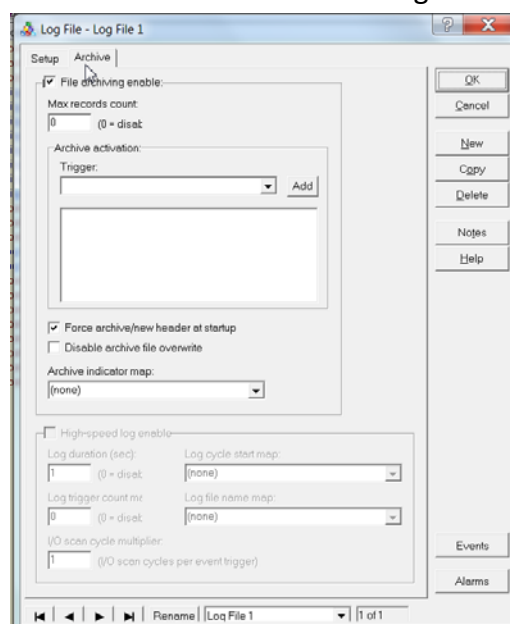 Log File - Log File 1
Setup Archive
File archiving enable:
Max records count:
0 (0 = disab
Archive activation:
Trigger:
Add
Force archive/new header at startup
Disable archive file overwrite
Archive indicator map:
(none)
High-speed log enable
Log duration (sec): Log cycle start map:
1 (0 = disab (none)
Log trigger count mc Log file name map:
0 (0 = disab (none)
I/O scan cycle multiplier:
1 (I/O scan cycles per event trigger)
OK
Cancel
New
Copy
Delete
Notes
Help
Events
Alarms
Rename Log File 1 1 of 1